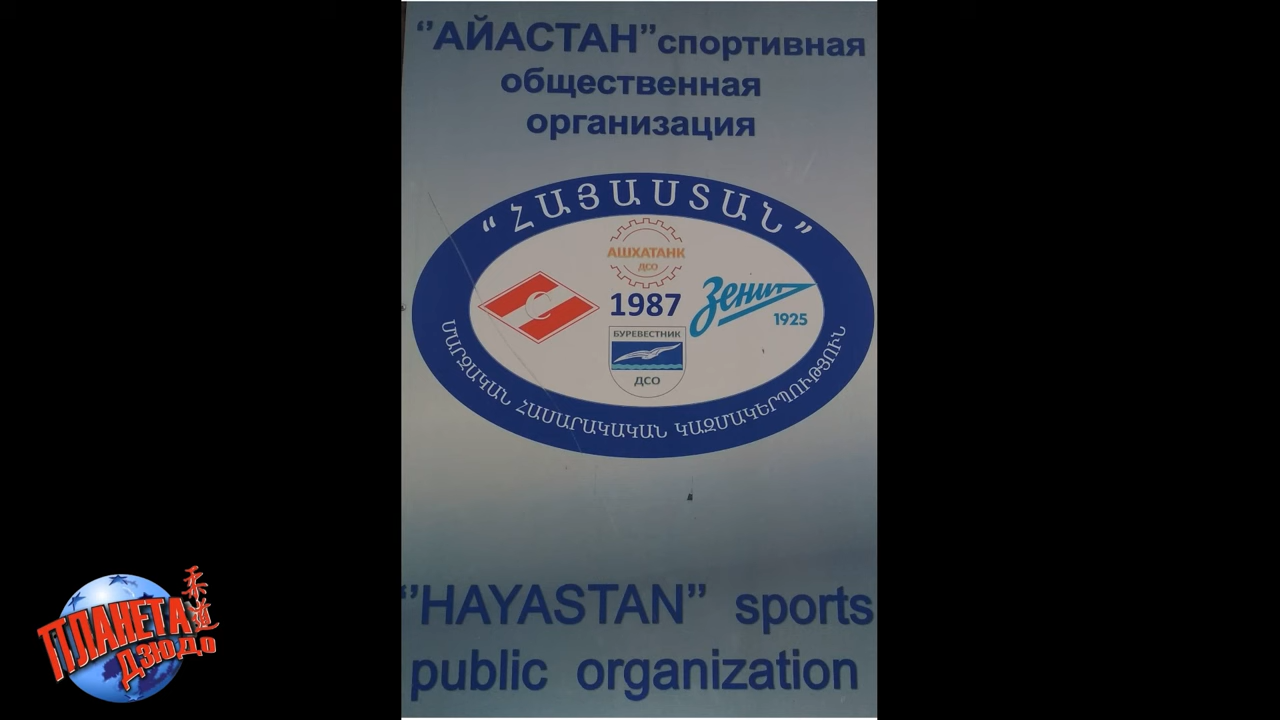 ‘’АЙАСТАН’’спортивная
общественная
организация
“ՀԱՅԱՍՏԱՆ”
АШХАТАНК
ДСО
С
1987
Зенит
1925
БУРЕВЕСТНИК
ДСО
ՄԱՐԶԱԿԱՆ ՀԱՍԱՐԱԿԱԿԱՆ ԿԱԶՄԱԿԵՐՊՈՒԹՅՈՒՆ
‘’HAYASTAN’’ sports
public organization
ПЛАНЕТА
ДЗЮДО
柔道